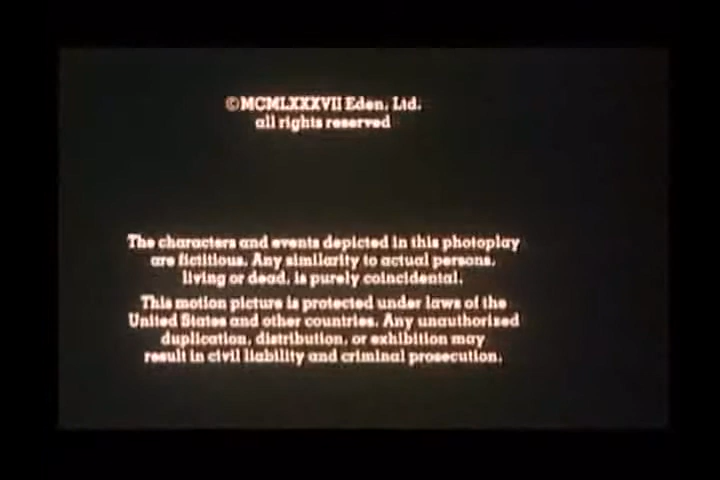 ©MCMLXXXVII Eden, Ltd.
all rights reserved
The characters and events depicted in this photoplay
are fictitious. Any similarity to actual persons,
living or dead, is purely coincidental.
This motion picture is protected under laws of the
United States and other countries. Any unauthorized
duplication, distribution, or exhibition may
result in civil liability and criminal prosecution.